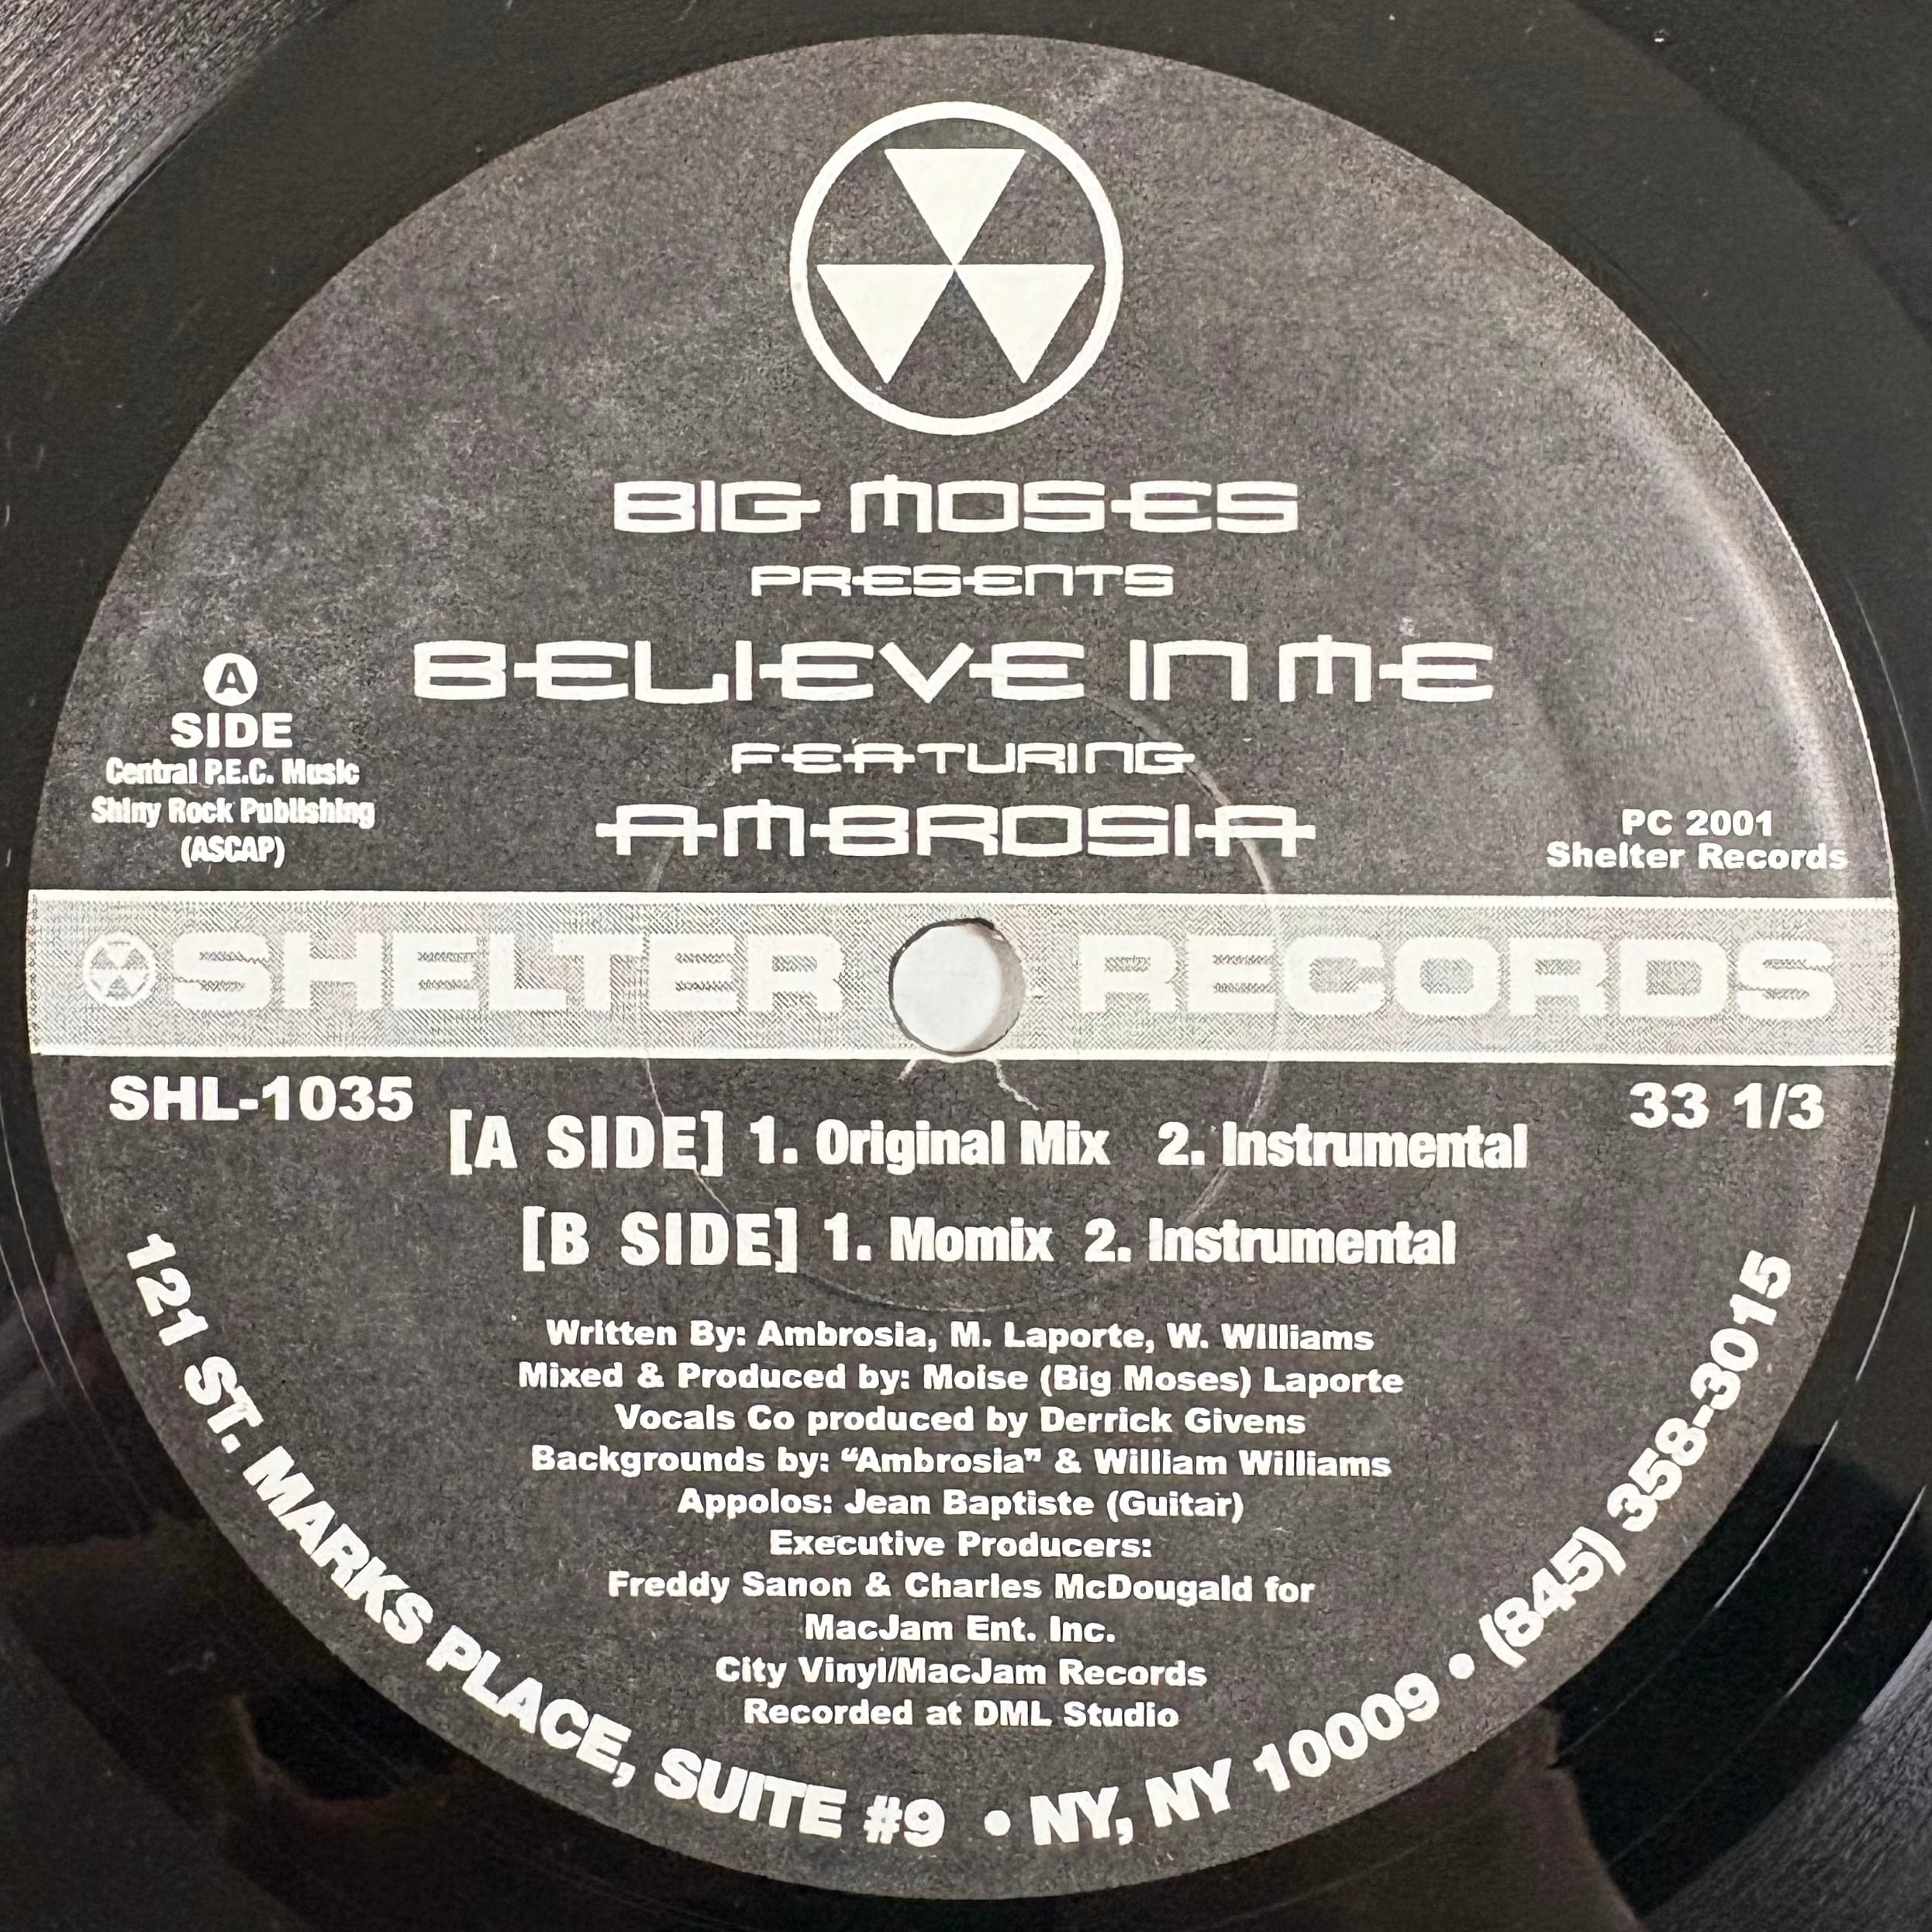 BIG MOSES
PRESENTS
BELIEVE IN ME
FEATURING
AMBROSIA
A
SIDE
Central P.E.C. Music
Shiny Rock Publishing
(ASCAP)
PC 2001
Shelter Records
SHELTER RECORDS
SHL-1035
33 1/3
[A SIDE] 1. Original Mix 2. Instrumental
[B SIDE] 1. Momix 2. Instrumental
Written By: Ambrosia, M. Laporte, W. Williams
Mixed & Produced by: Moise (Big Moses) Laporte
Vocals Co produced by Derrick Givens
Backgrounds by: “Ambrosia” & William Williams
Appolos: Jean Baptiste (Guitar)
Executive Producers:
Freddy Sanon & Charles McDougald for
MacJam Ent. Inc.
City Vinyl/MacJam Records
Recorded at DML Studio
121 ST. MARKS PLACE, SUITE #9 • NY, NY 10009 • (845) 358-3015